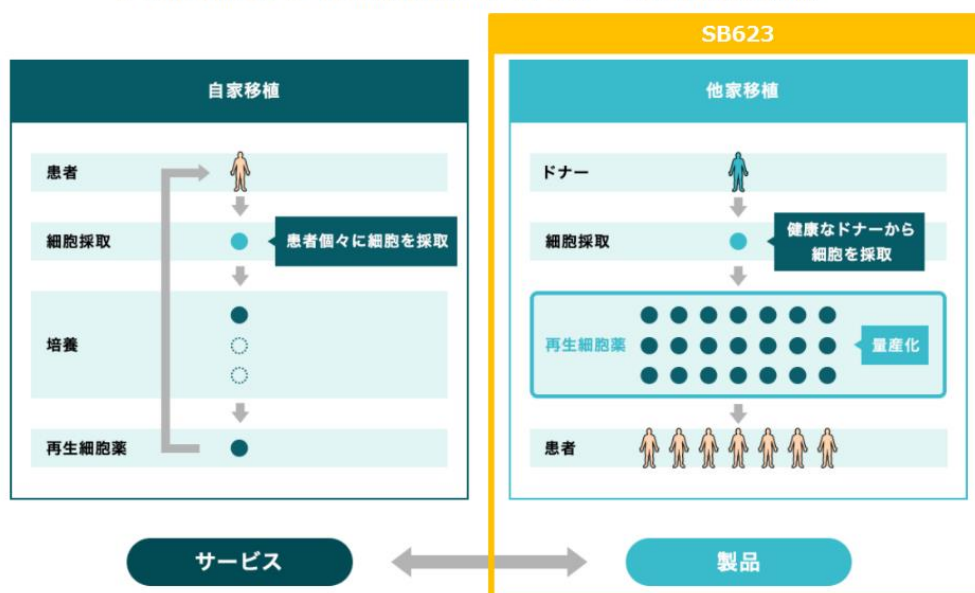 SB623
自家移植
患者
細胞採取
患者個々に細胞を採取
培養
再生細胞薬
サービス
他家移植
ドナー
細胞採取
健康なドナーから
細胞を採取
再生細胞薬
量産化
患者
製品